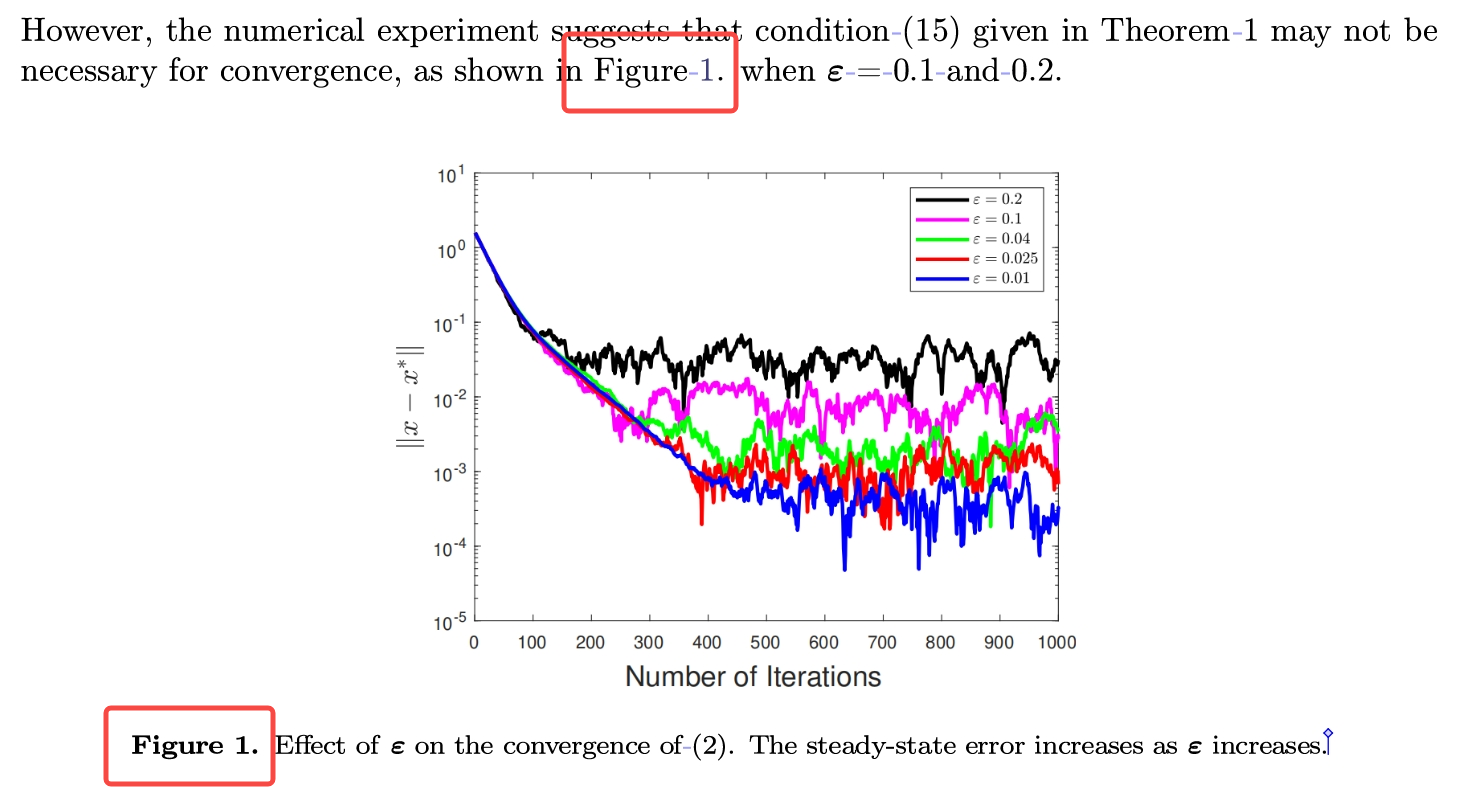 However, the numerical experiment suggests that condition (15) given in Theorem 1 may not be
necessary for convergence, as shown in Figure 1. when ε = 0.1 and 0.2.
10^1
ε = 0.2
ε = 0.1
ε = 0.04
ε = 0.025
ε = 0.01
10^0
10^-1
10^-2
10^-3
10^-4
10^-5
‖x − x*‖
0 100 200 300 400 500 600 700 800 900 1000
Number of Iterations
Figure 1. Effect of ε on the convergence of (2). The steady-state error increases as ε increases.